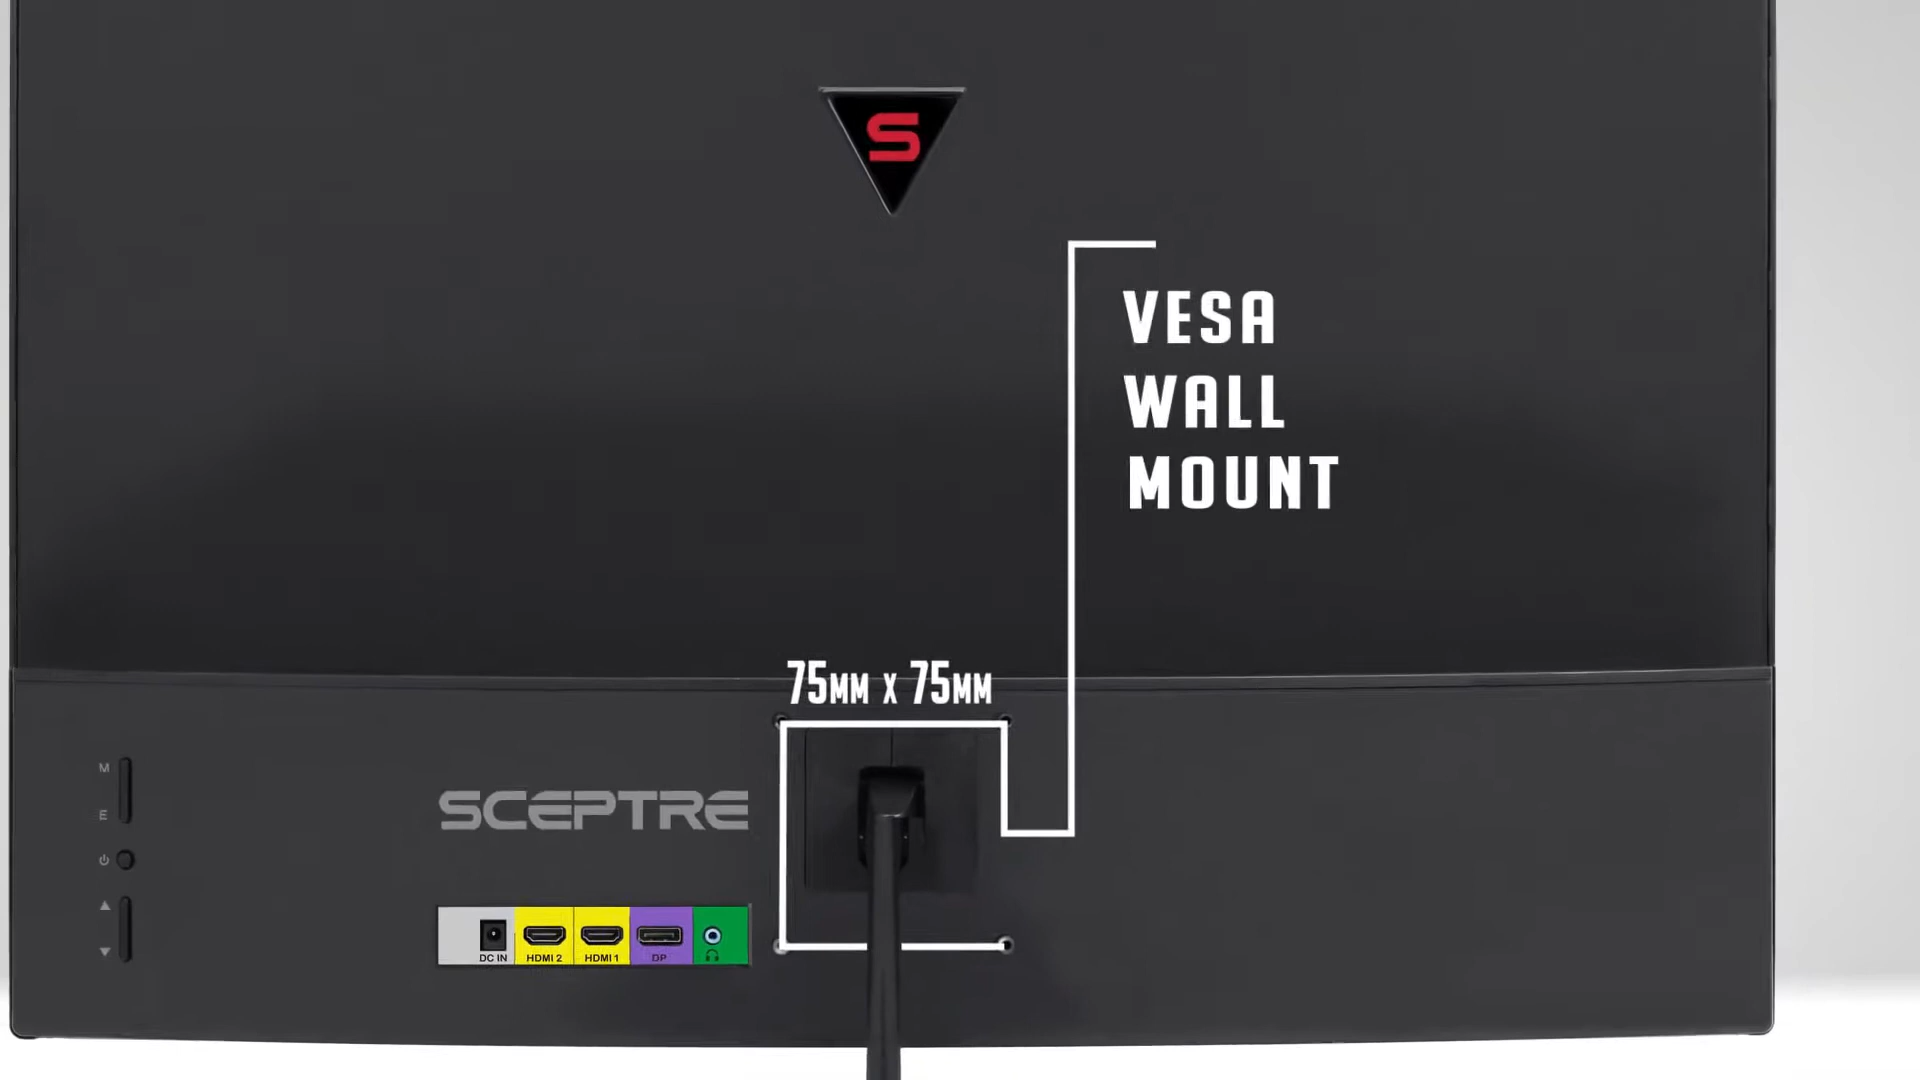 S
VESA
WALL
MOUNT
75MM X 75MM
M
E
SCEPTRE
DC IN HDMI 2 HDMI 1 DP